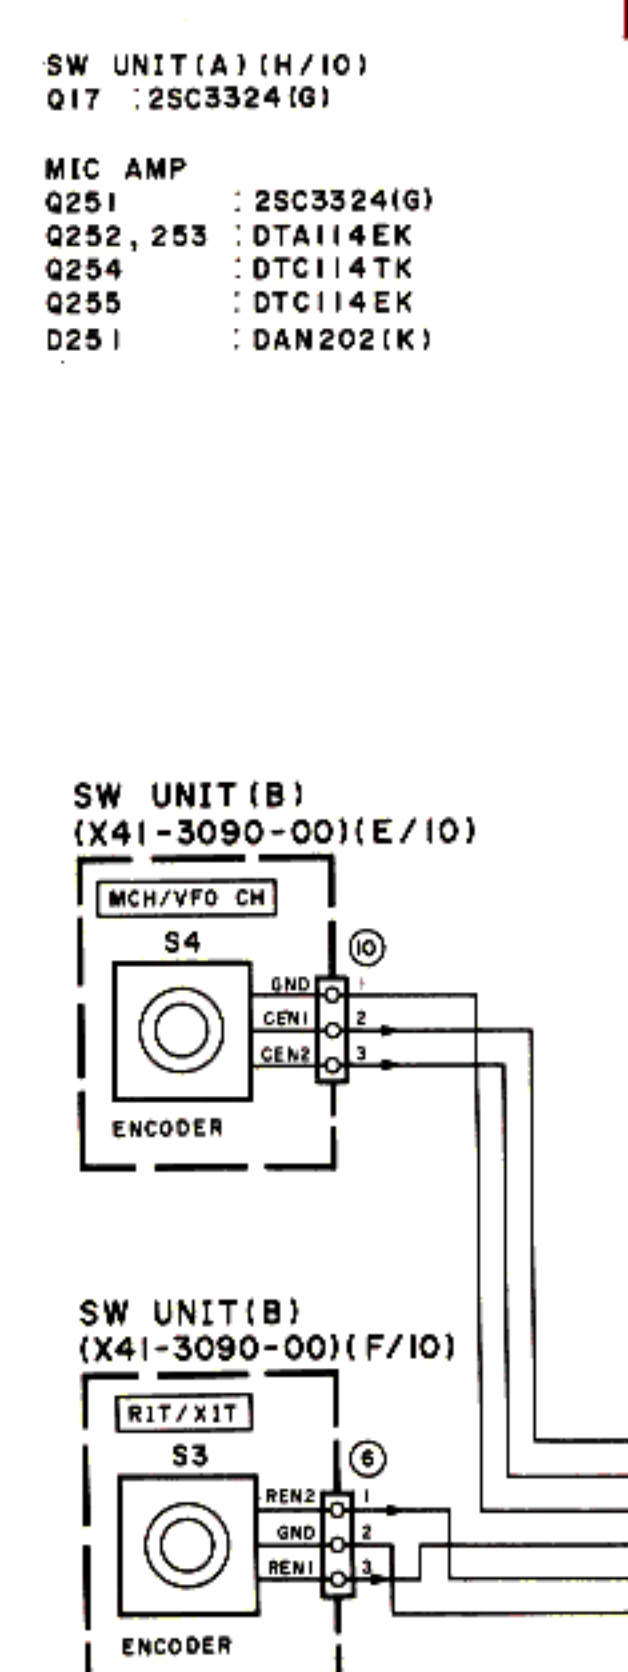 SW UNIT(A)(H/10)
Q17 :2SC3324(G)
MIC AMP
Q251 :2SC3324(G)
Q252, 253 :DTA114EK
Q254 :DTC114TK
Q255 :DTC114EK
D251 :DAN202(K)
SW UNIT(B)
(X41-3090-00)(E/10)
MCH/VFO CH
S4
10
GND 1
CEN1 2
CEN2 3
ENCODER
SW UNIT(B)
(X41-3090-00)(F/10)
RIT/XIT
S3
6
REN2 1
GND 2
REN1 3
ENCODER